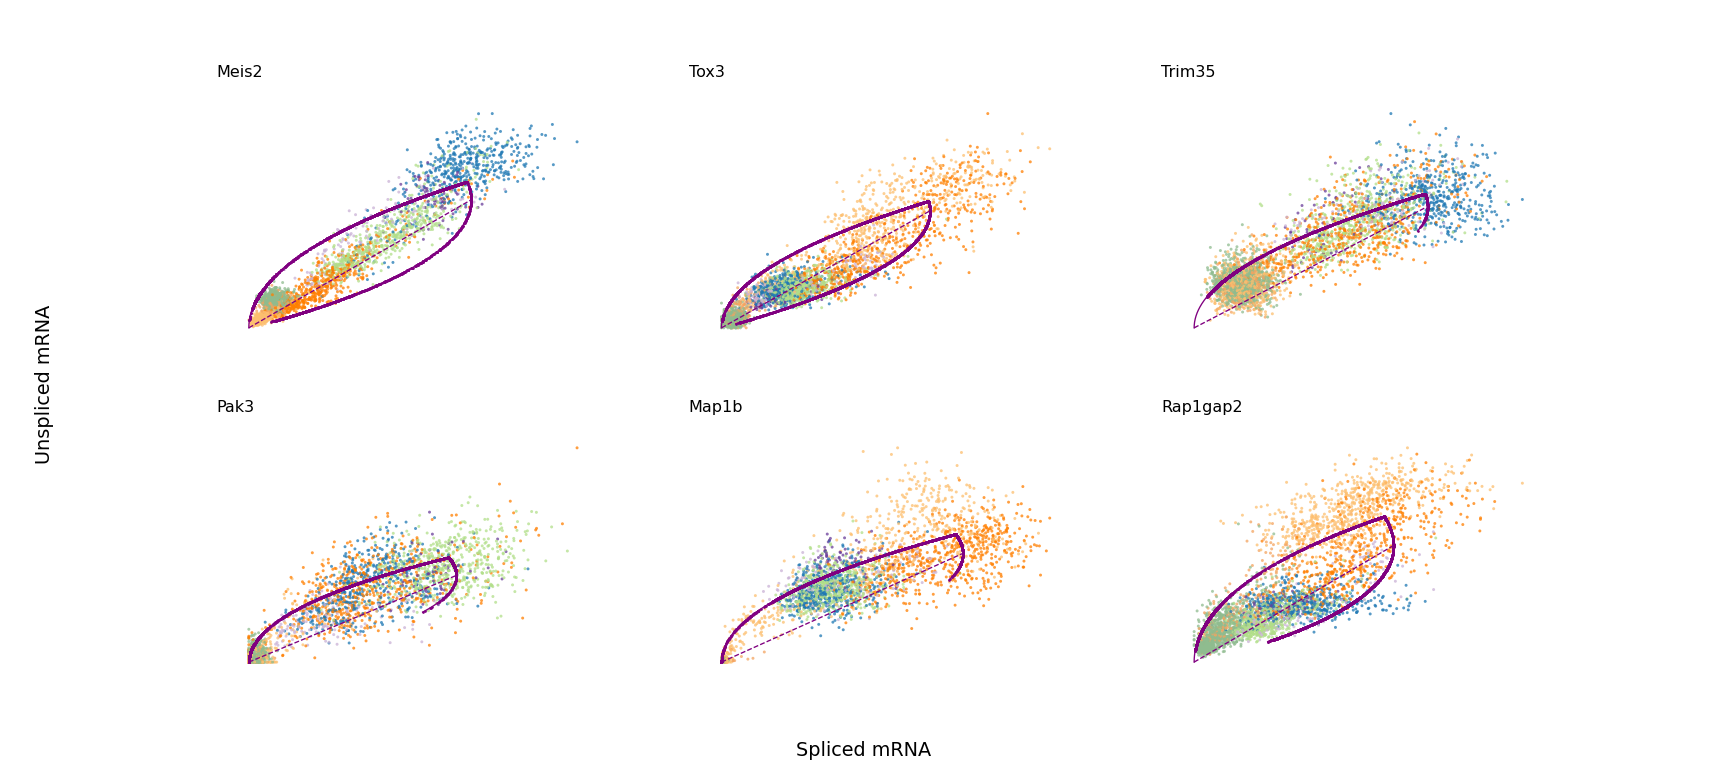 Meis2
Tox3
Trim35
Pak3
Map1b
Rap1gap2
Unspliced mRNA
Spliced mRNA